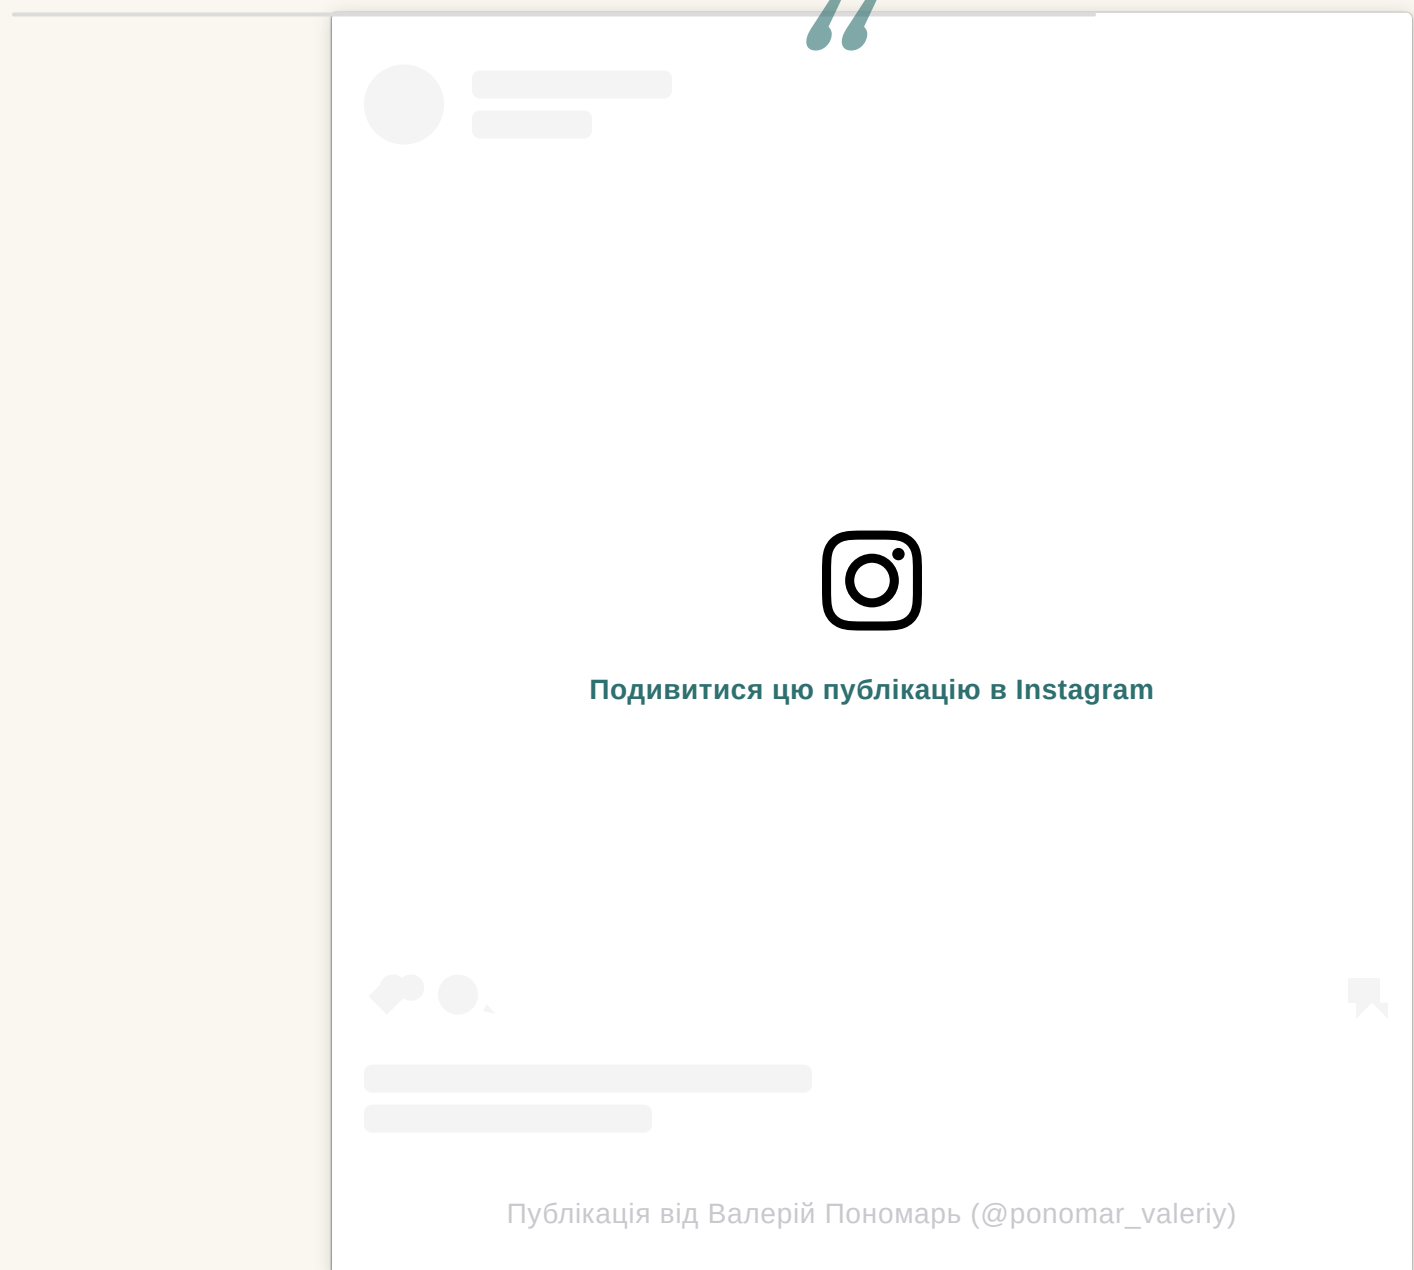 “
Подивитися цю публікацію в Instagram
Публікація від Валерій Пономарь (@ponomar_valeriy)